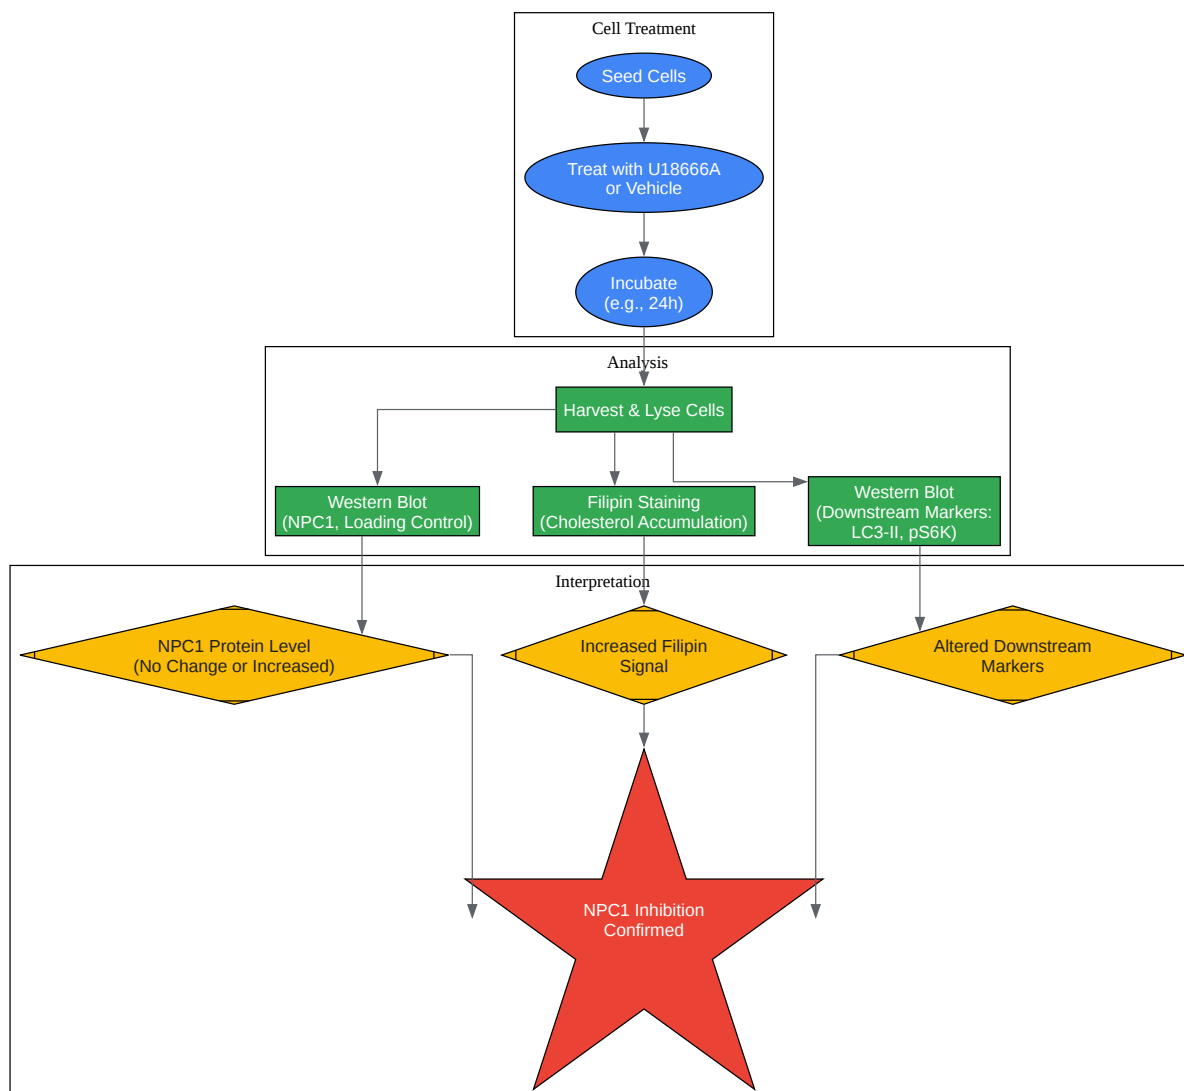 Cell Treatment
Seed Cells
Treat with U18666A
or Vehicle
Incubate
(e.g., 24h)
Analysis
Harvest & Lyse Cells
Western Blot
(NPC1, Loading Control)
Filipin Staining
(Cholesterol Accumulation)
Western Blot
(Downstream Markers:
LC3-II, pS6K)
Interpretation
NPC1 Protein Level
(No Change or Increased)
Increased Filipin
Signal
Altered Downstream
Markers
NPC1 Inhibition
Confirmed